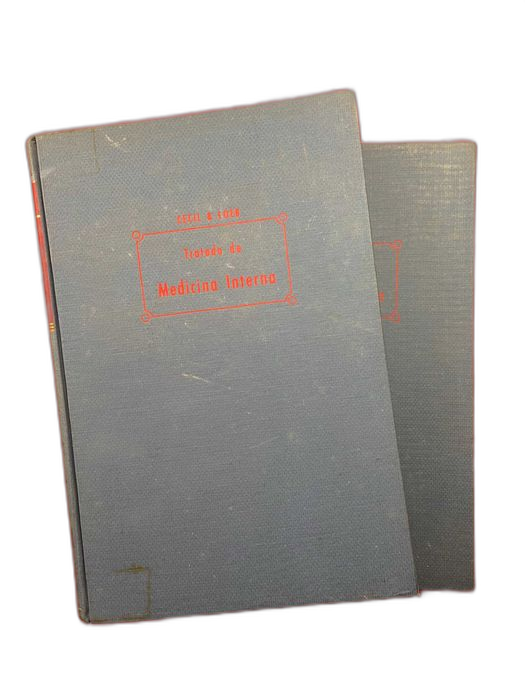 CECIL & LOEB
Tratado de
Medicina Interna